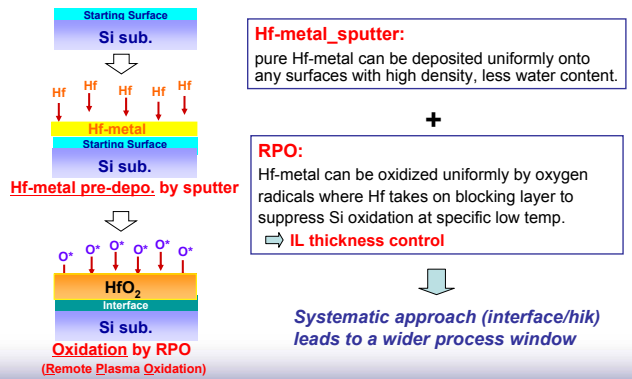 Starting Surface
Si sub.
Hf Hf Hf Hf Hf
Hf-metal
Starting Surface
Si sub.
Hf-metal pre-depo. by sputter
O* O* O* O* O* O*
HfO2
Interface
Si sub.
Oxidation by RPO
(Remote Plasma Oxidation)
Hf-metal_sputter:
pure Hf-metal can be deposited uniformly onto
any surfaces with high density, less water content.
+
RPO:
Hf-metal can be oxidized uniformly by oxygen
radicals where Hf takes on blocking layer to
suppress Si oxidation at specific low temp.
IL thickness control
Systematic approach (interface/hik)
leads to a wider process window